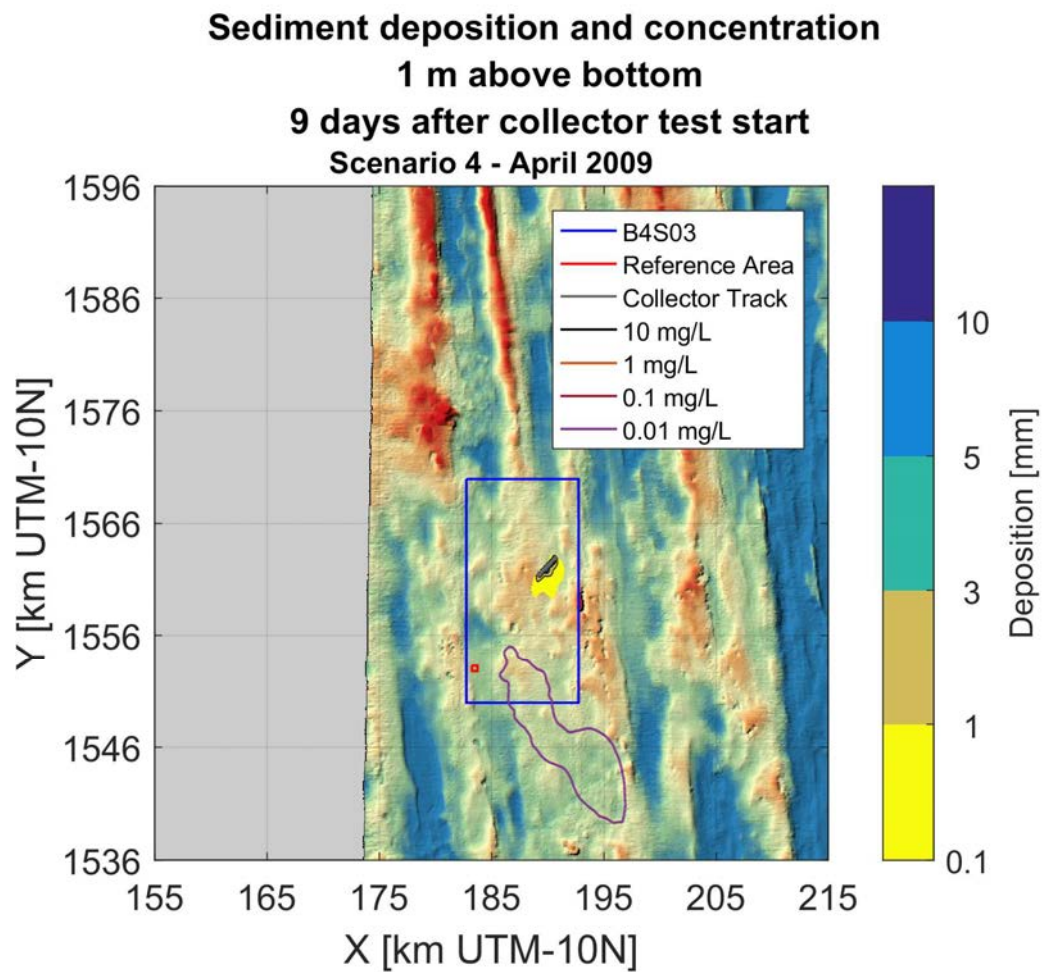 Sediment deposition and concentration
1 m above bottom
9 days after collector test start
Scenario 4 - April 2009
1596
1586
1576
1566
1556
1546
1536
Y [km UTM-10N]
155 165 175 185 195 205 215
X [km UTM-10N]
B4S03
Reference Area
Collector Track
10 mg/L
1 mg/L
0.1 mg/L
0.01 mg/L
10
5
3
1
0.1
Deposition [mm]